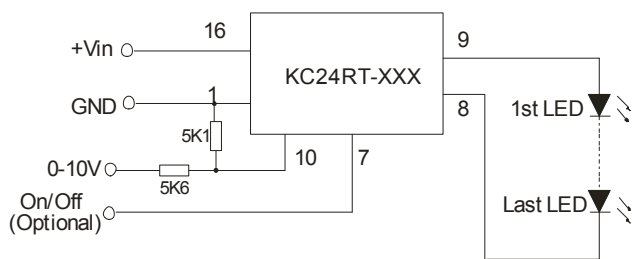 +Vin
16
KC24RT-XXX
9
GND
1
8
1st LED
5K1
0-10V
5K6
10
7
On/Off
(Optional)
Last LED